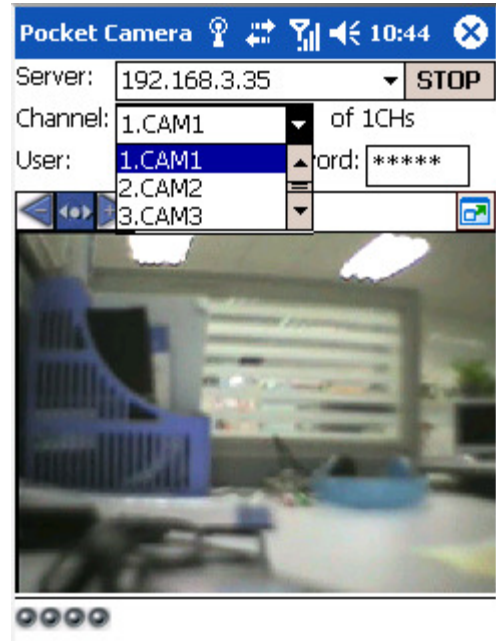 Pocket Camera 10:44
Server: 192.168.3.35 STOP
Channel: 1.CAM1 of 1CHs
User: ord: *****
1.CAM1
2.CAM2
3.CAM3